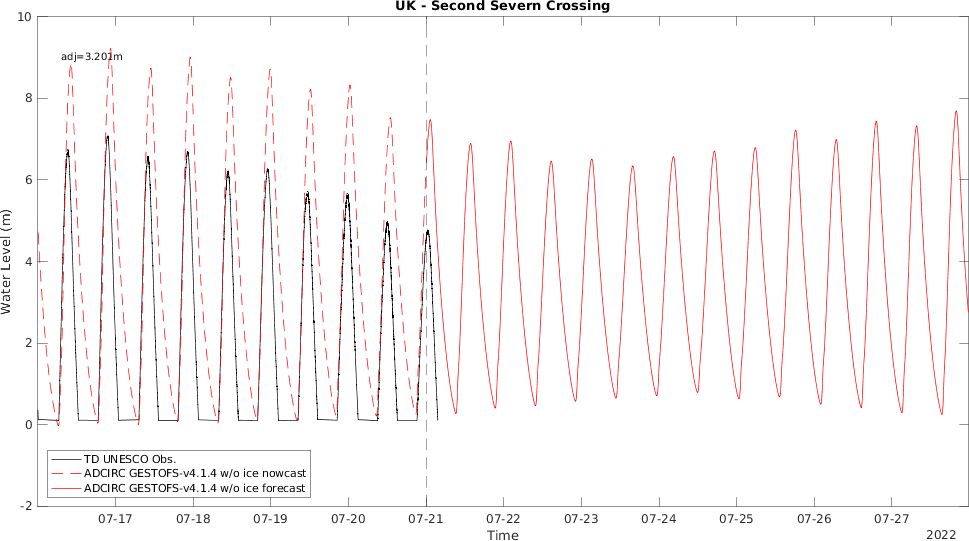 UK - Second Severn Crossing
10
adj=3.201m
8
6
4
2
0
-2
Water Level (m)
TD UNESCO Obs.
ADCIRC GESTOFS-v4.1.4 w/o ice nowcast
ADCIRC GESTOFS-v4.1.4 w/o ice forecast
07-17 07-18 07-19 07-20 07-21 07-22 07-23 07-24 07-25 07-26 07-27
Time
2022